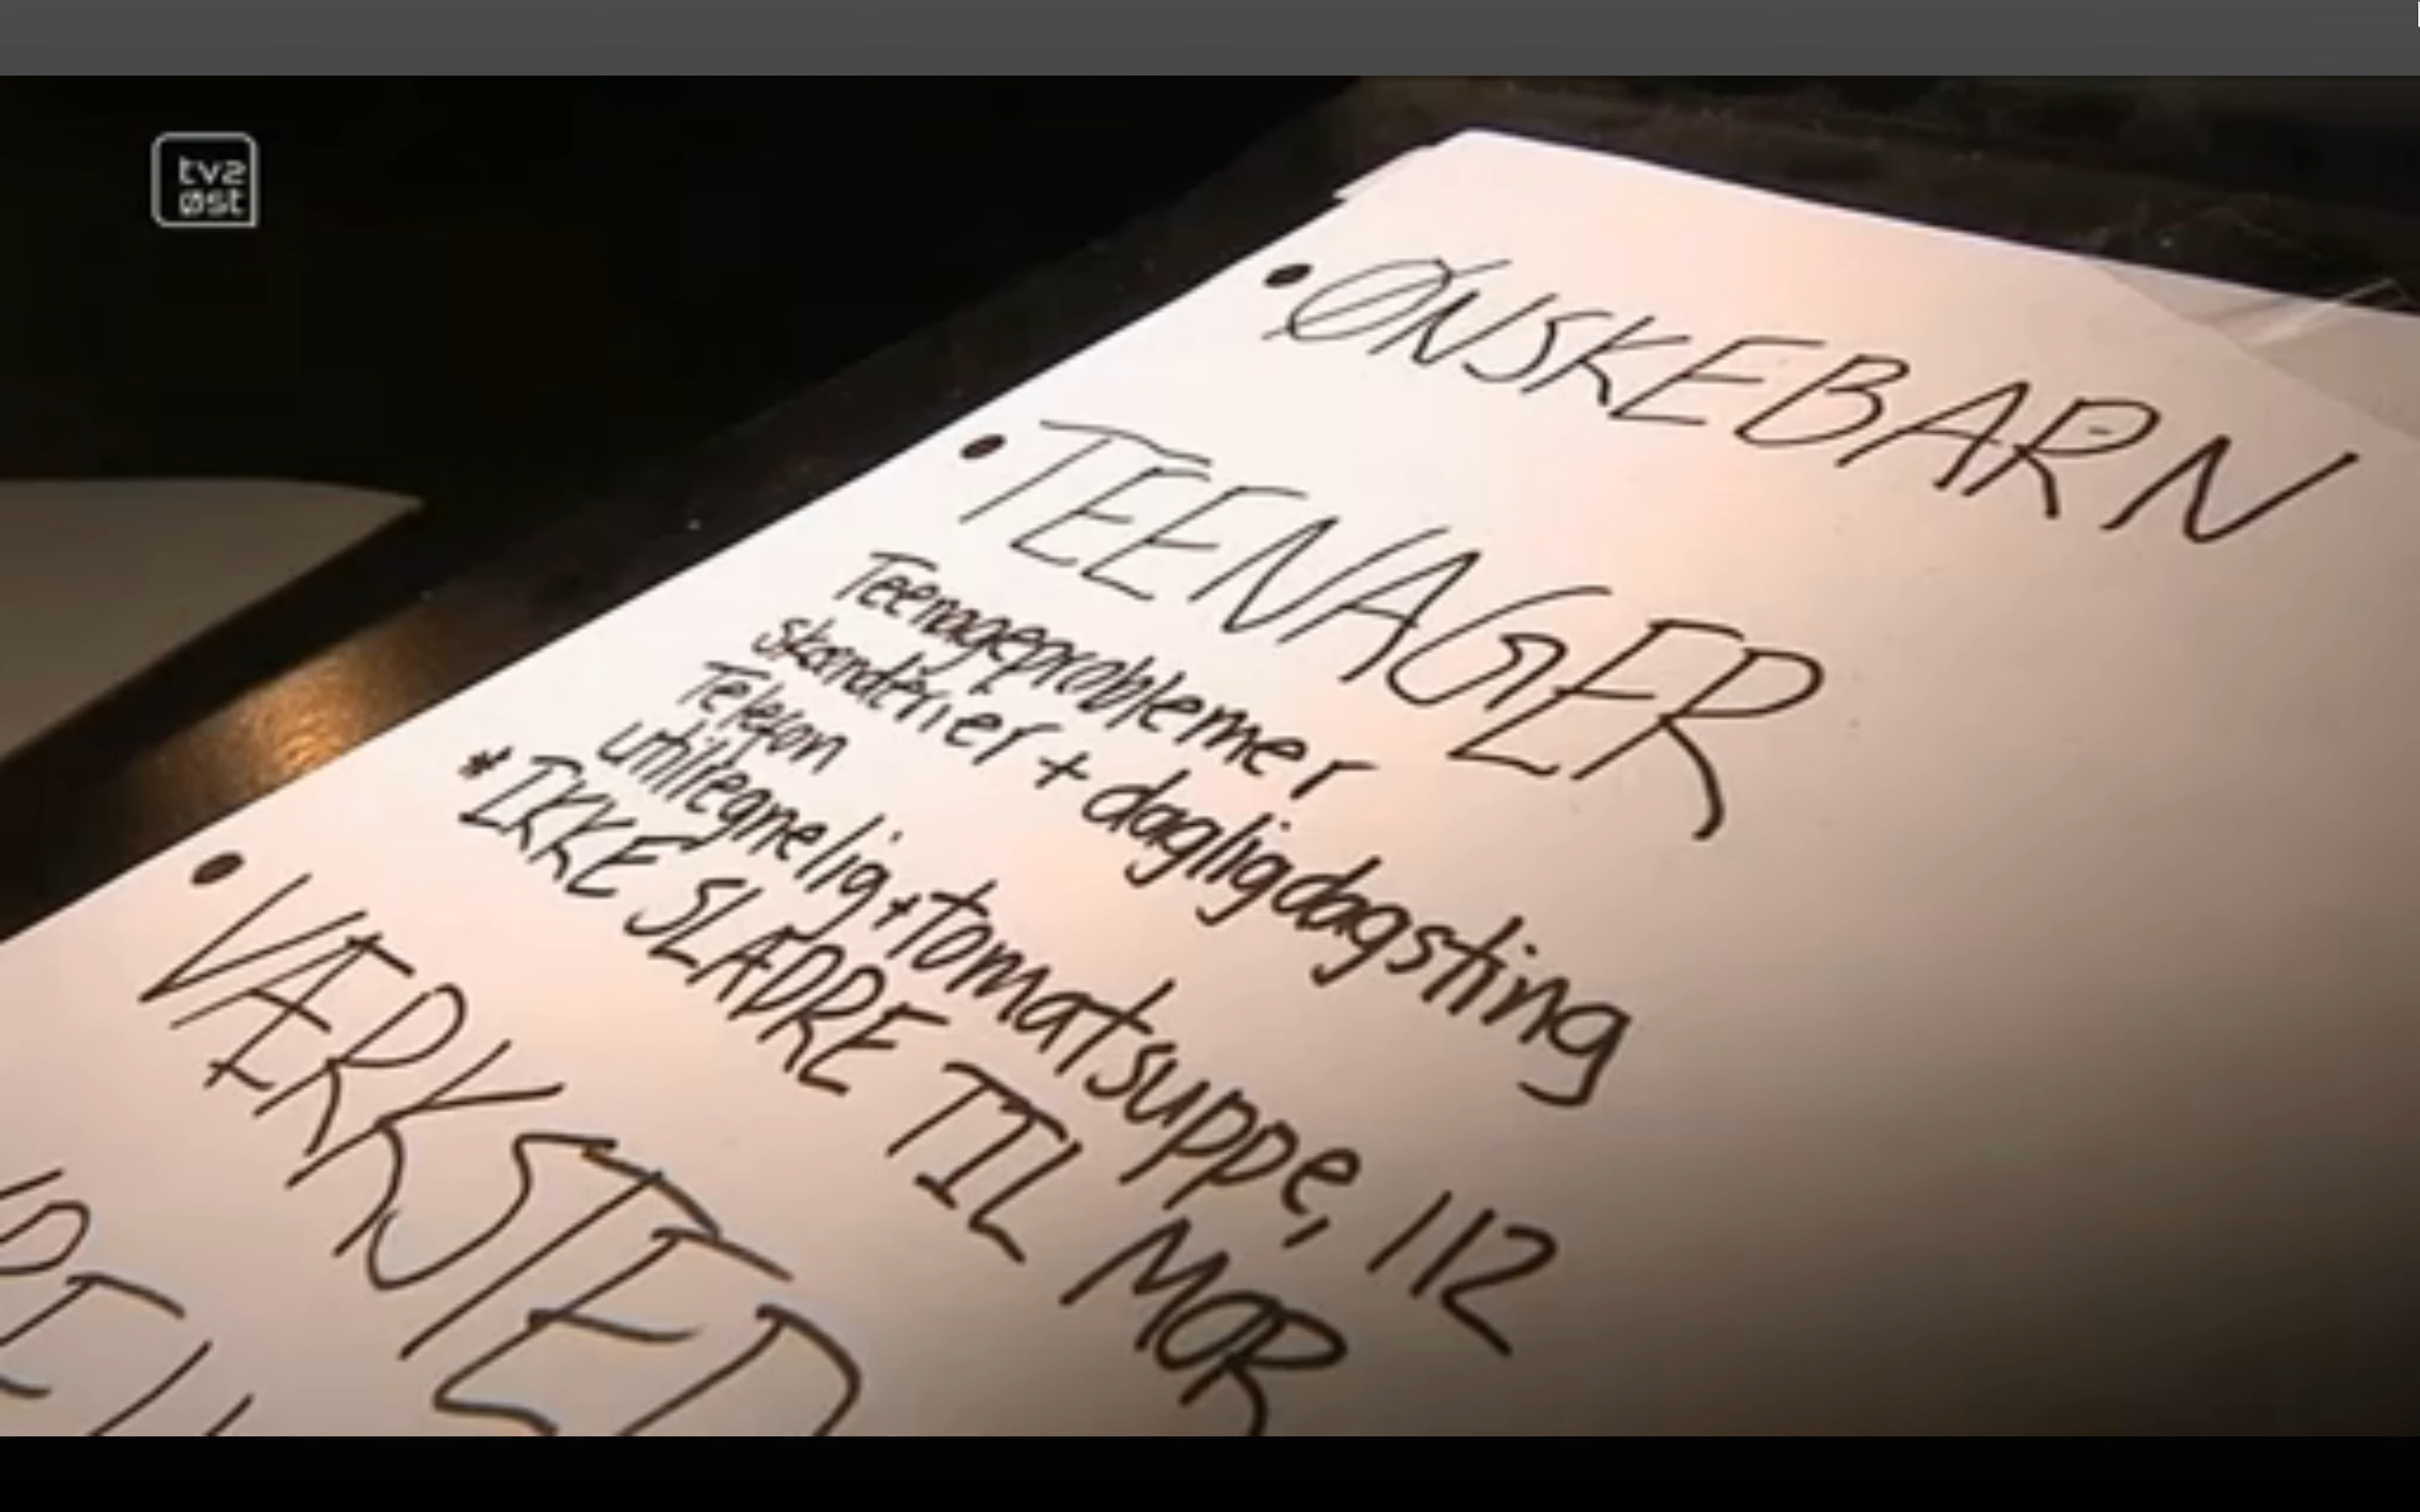 tv2
øst
• ØNSKEBARN
• TEENAGER
Teenageproblemer
skænderier + dagligdagsting
Telefon
utilregnelig + tomatsuppe, 112
* IKKE SLADRE TIL MOR
• VÆRKSTED